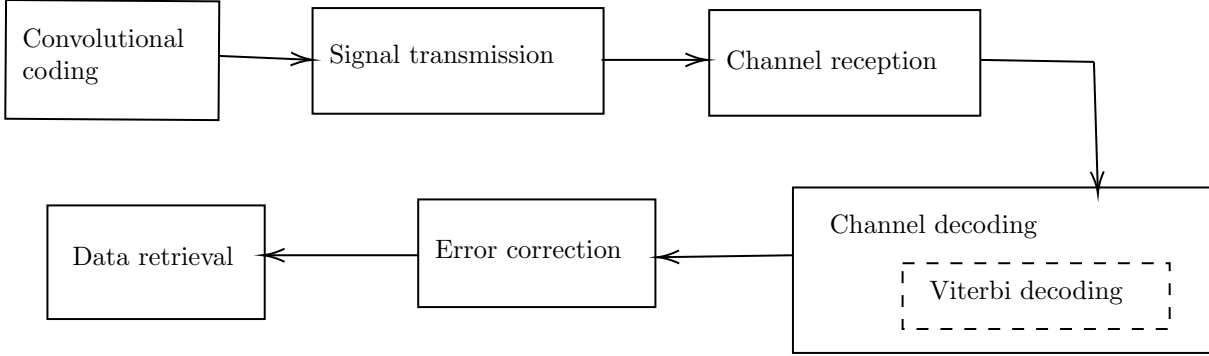 Convolutional
coding
Signal transmission
Channel reception
Channel decoding
Viterbi decoding
Error correction
Data retrieval